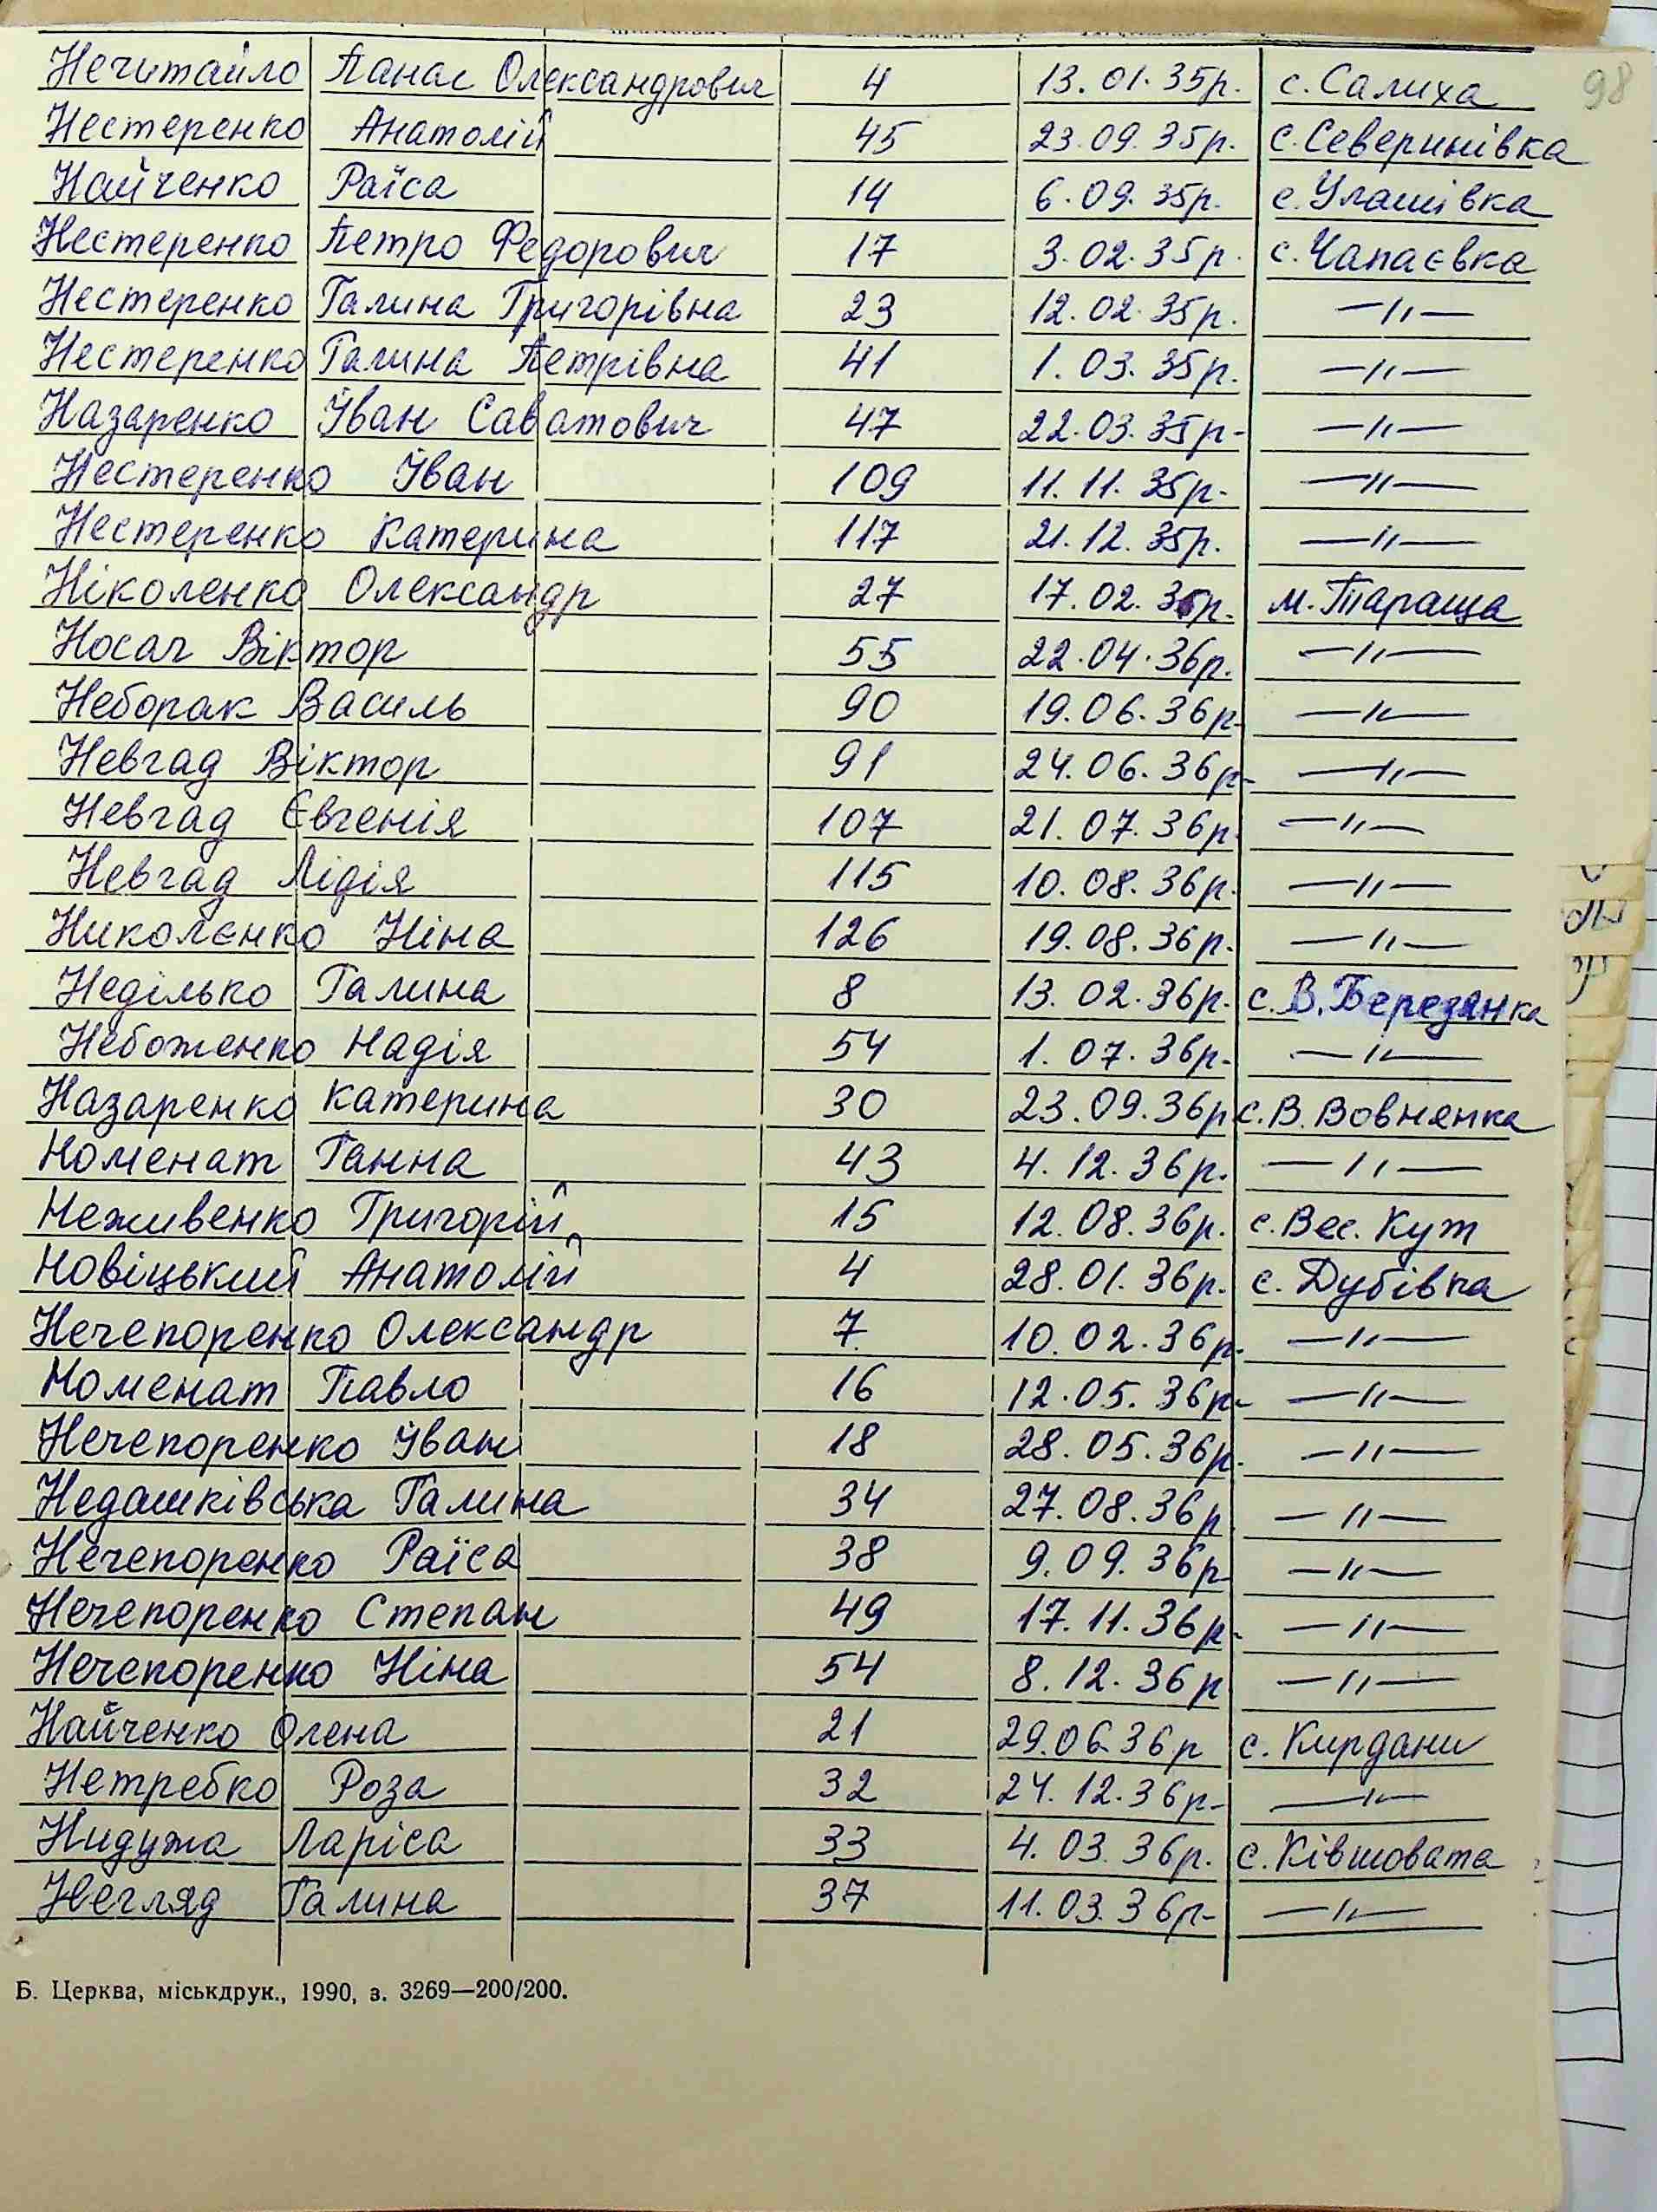 98
Нечитайло Панас Олександрович 4 13.01.35р. с. Салиха
Нестеренко Анатолій 45 23.09.35р. с. Северинівка
Найченко Раїса 14 6.09.35р. с. Улашівка
Нестеренко Петро Федорович 17 3.02.35р. с. Чапаєвка
Нестеренко Галина Григорівна 23 12.02.35р. —〃—
Нестеренко Галина Петрівна 41 1.03.35р. —〃—
Назаренко Іван Саватович 47 22.03.35р. —〃—
Нестеренко Іван 109 11.11.35р. —〃—
Нестеренко Катерина 117 21.12.35р. —〃—
Ніколенко Олександр 27 17.02.36р. м. Тараща
Носач Віктор 55 22.04.36р. —〃—
Неборак Василь 90 19.06.36р. —〃—
Невгад Віктор 91 24.06.36р. —〃—
Невгад Євгенія 107 21.07.36р. —〃—
Невгад Лідія 115 10.08.36р. —〃—
Николєнко Ніна 126 19.08.36р. —〃—
Неділько Галина 8 13.02.36р. с. В. Березянка
Небоженко Надія 54 1.07.36р. —〃—
Назаренко Катерина 30 23.09.36р с. В. Вовнянка
Номенат Ганна 43 4.12.36р. —〃—
Неживенко Григорій 15 12.08.36р. с. Вес. Кут
Новіцький Анатолій 4 28.01.36р. с. Дубівка
Нечепоренко Олександр 7 10.02.36р. —〃—
Номенат Павло 16 12.05.36р. —〃—
Нечепоренко Іван 18 28.05.36р. —〃—
Недашківська Галина 34 27.08.36р —〃—
Нечепоренко Раїса 38 9.09.36р —〃—
Нечепоренко Степан 49 17.11.36р. —〃—
Нечепоренко Ніна 54 8.12.36р —〃—
Найченко Олена 21 29.06.36р с. Кирдани
Нетребко Роза 32 24.12.36р. —〃—
Нидужа Ларіса 33 4.03.36р. с. Ківшовата
Негляд Галина 37 11.03.36р. —〃—
Б. Церква, міськдрук., 1990, з. 3269—200/200.